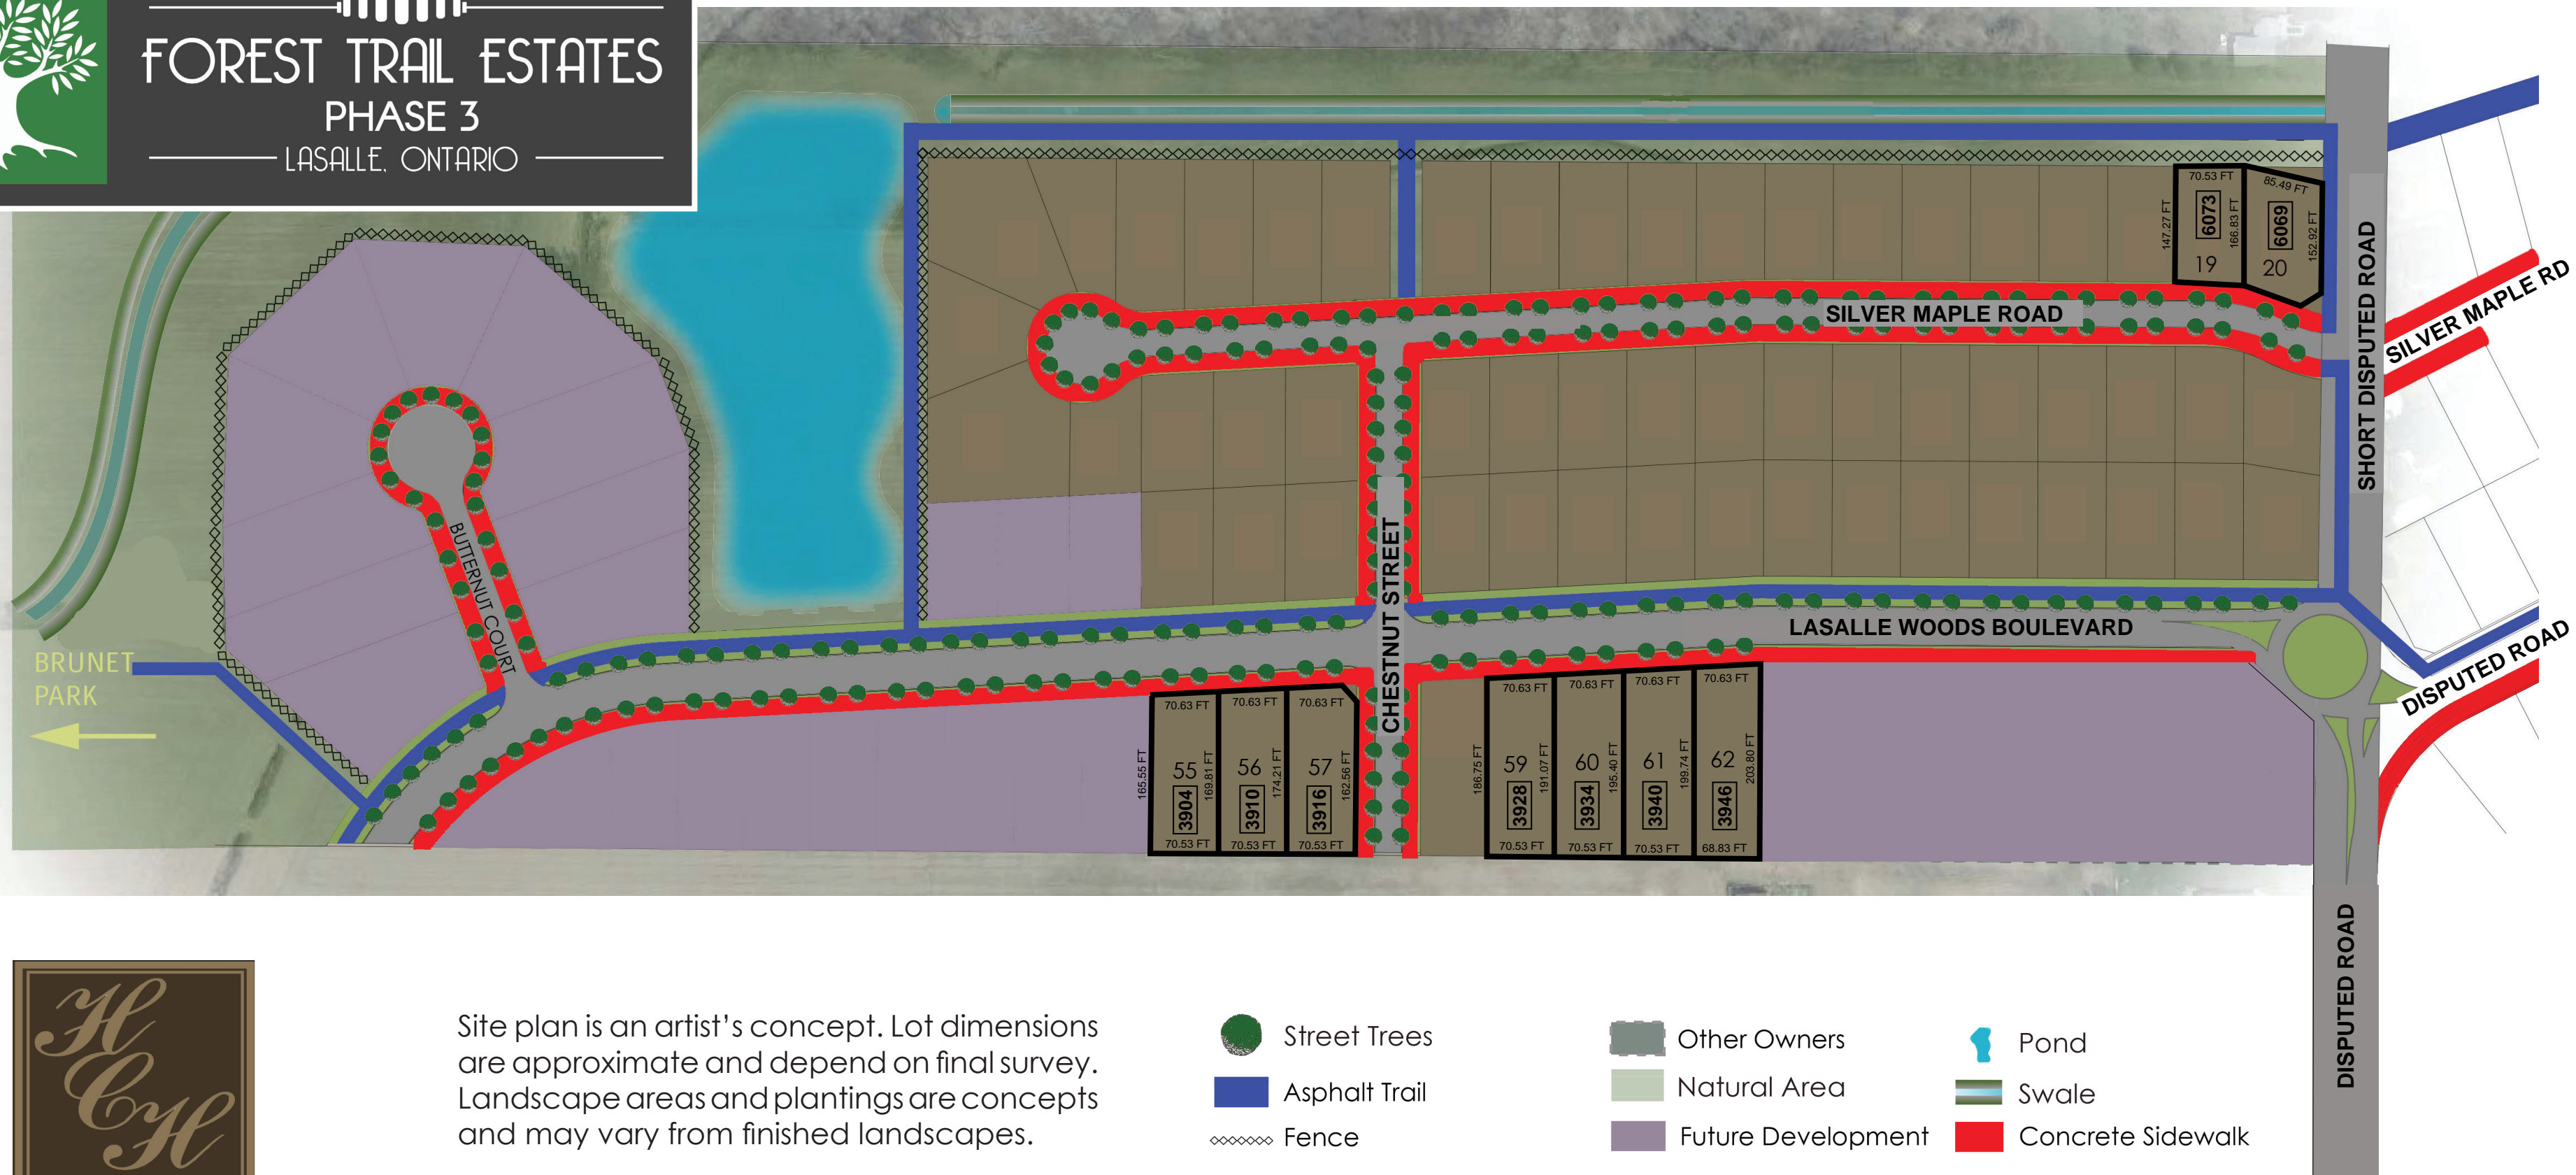 FOREST TRAIL ESTATES
PHASE 3
LASALLE, ONTARIO
70.53 FT
85.49 FT
147.27 FT
6073
166.83 FT
6069
152.92 FT
19
20
SILVER MAPLE ROAD
SHORT DISPUTED ROAD
SILVER MAPLE RD
BUTTERNUT COURT
CHESTNUT STREET
LASALLE WOODS BOULEVARD
DISPUTED ROAD
BRUNET
PARK
70.63 FT
70.63 FT
70.63 FT
165.55 FT
55
169.81 FT
56
174.21 FT
57
162.56 FT
3904
3910
3916
70.53 FT
70.53 FT
70.53 FT
70.63 FT
70.63 FT
70.63 FT
70.63 FT
186.75 FT
59
191.07 FT
60
195.40 FT
61
199.74 FT
62
203.80 FT
3928
3934
3940
3946
70.53 FT
70.53 FT
70.53 FT
68.83 FT
DISPUTED ROAD
HCH
Site plan is an artist's concept. Lot dimensions
are approximate and depend on final survey.
Landscape areas and plantings are concepts
and may vary from finished landscapes.
Street Trees
Asphalt Trail
Fence
Other Owners
Natural Area
Future Development
Pond
Swale
Concrete Sidewalk